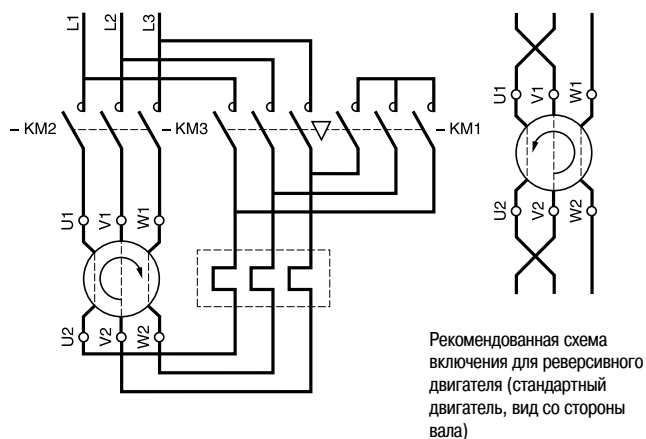 L1 L2 L3
– KM2
– KM3
– KM1
U1 V1 W1
U2 V2 W2
U1 V1 W1
U2 V2 W2
Рекомендованная схема
включения для реверсивного
двигателя (стандартный
двигатель, вид со стороны
вала)